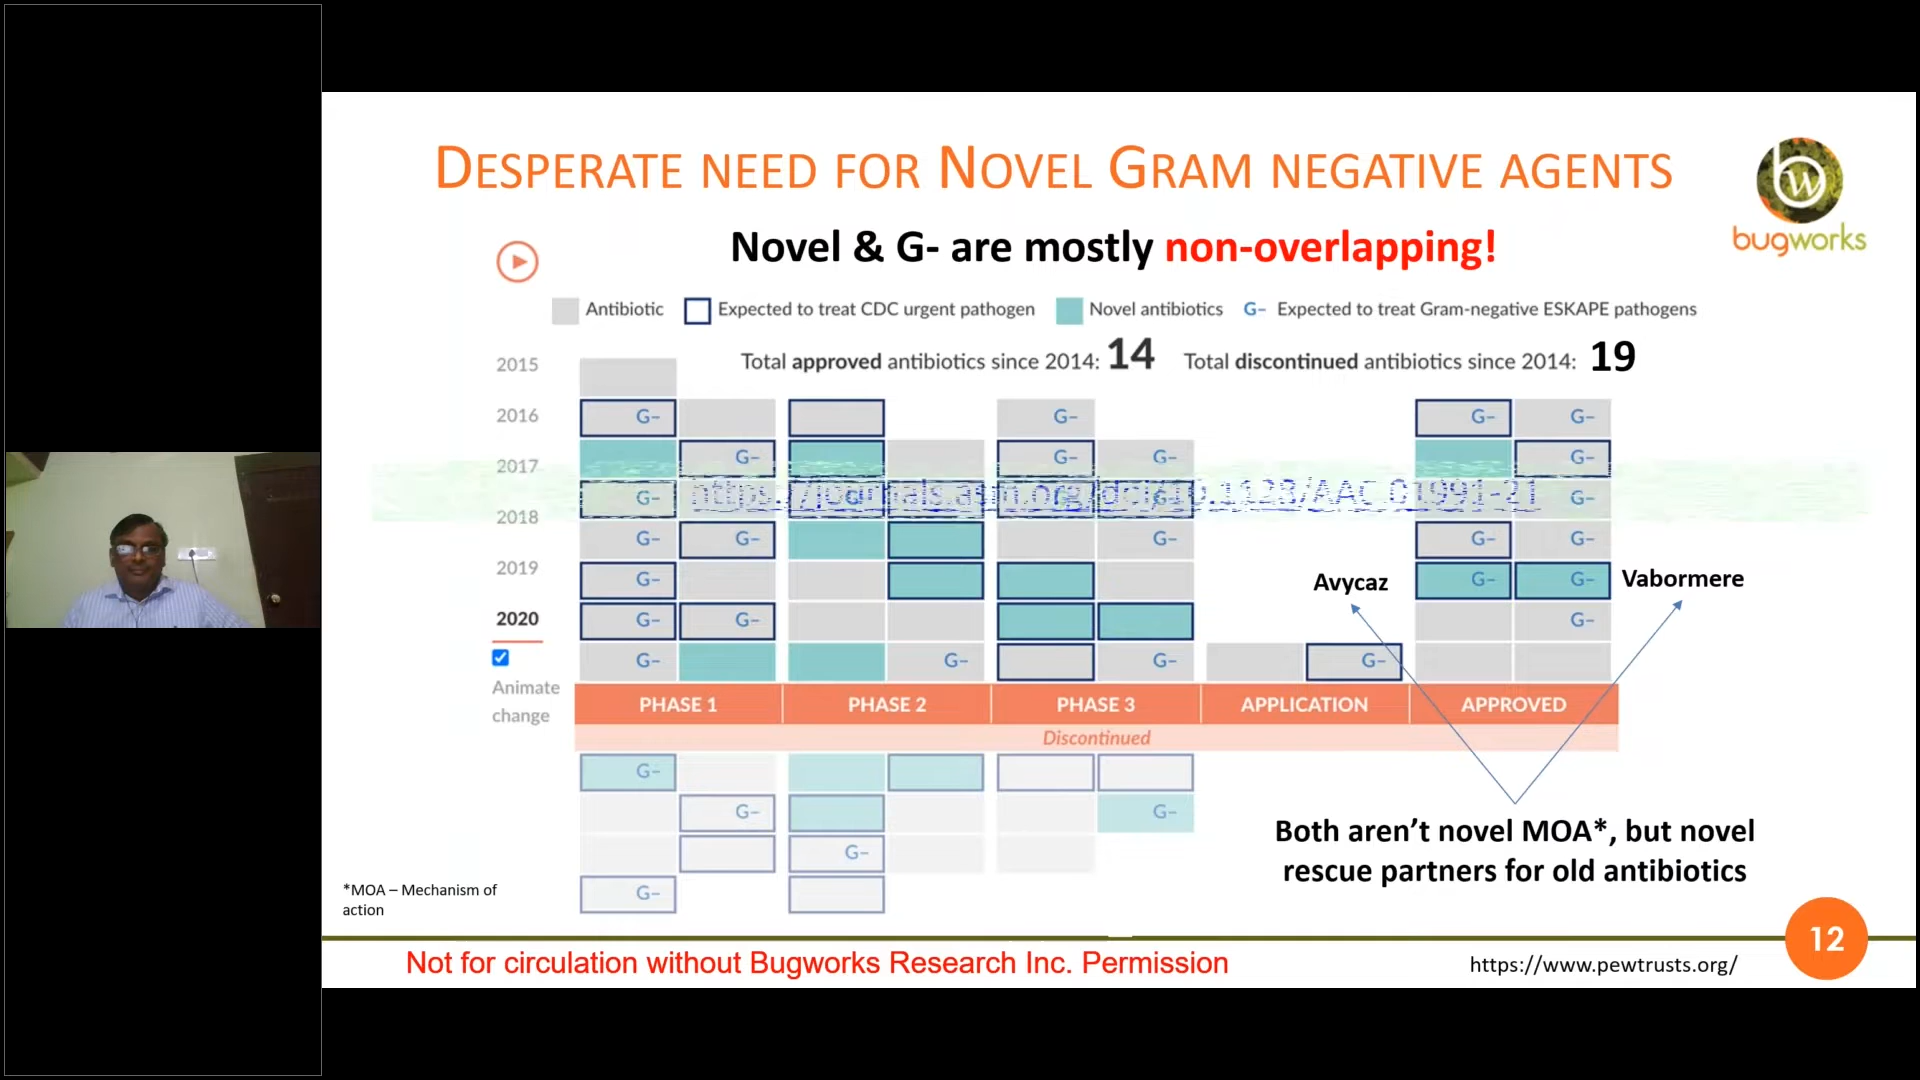 DESPERATE NEED FOR NOVEL GRAM NEGATIVE AGENTS
bw
bugworks
Novel & G- are mostly non-overlapping!
Antibiotic
Expected to treat CDC urgent pathogen
Novel antibiotics
G– Expected to treat Gram-negative ESKAPE pathogens
Total approved antibiotics since 2014: 14
Total discontinued antibiotics since 2014: 19
2015
2016
G– G– G– G–
2017
G– G– G– G–
G– G– G–
2018
G– G– G– G– G–
2019
G– G– G–
Avycaz
Vabormere
2020
G– G– G–
G– G– G– G–
Animate
change
PHASE 1 PHASE 2 PHASE 3 APPLICATION APPROVED
Discontinued
G–
G– G–
G–
G–
Both aren’t novel MOA*, but novel
rescue partners for old antibiotics
*MOA – Mechanism of
action
12
Not for circulation without Bugworks Research Inc. Permission
https://www.pewtrusts.org/